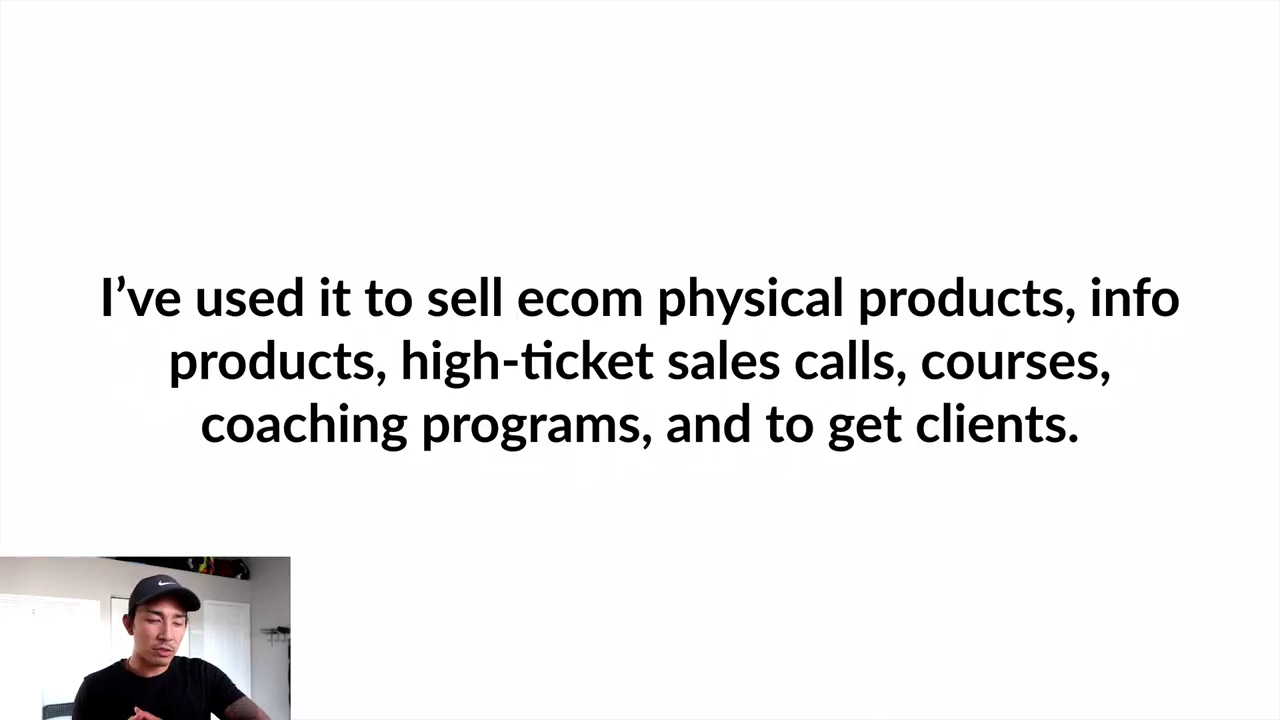 I’ve used it to sell ecom physical products, info
products, high-ticket sales calls, courses,
coaching programs, and to get clients.